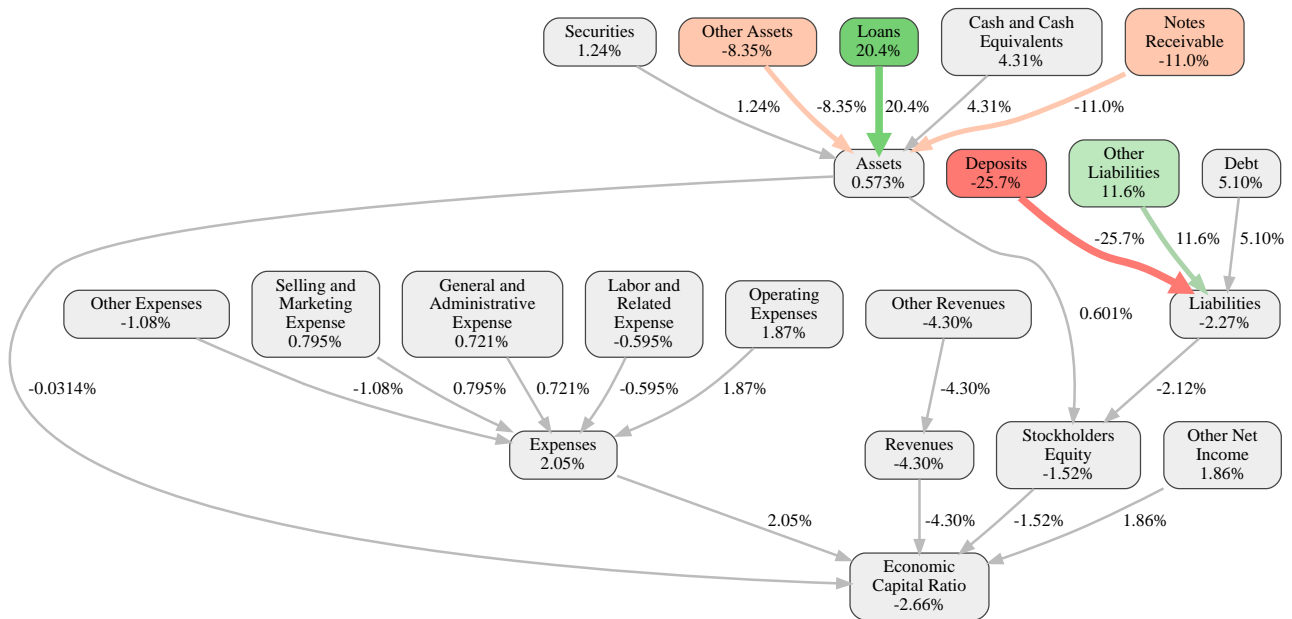 Securities
1.24%
Other Assets
-8.35%
Loans
20.4%
Cash and Cash
Equivalents
4.31%
Notes
Receivable
-11.0%
1.24%
-8.35%
20.4%
4.31%
-11.0%
Assets
0.573%
Deposits
-25.7%
Other
Liabilities
11.6%
Debt
5.10%
-25.7%
11.6%
5.10%
Other Expenses
-1.08%
Selling and
Marketing
Expense
0.795%
General and
Administrative
Expense
0.721%
Labor and
Related
Expense
-0.595%
Operating
Expenses
1.87%
Other Revenues
-4.30%
0.601%
Liabilities
-2.27%
-0.0314%
-1.08%
0.795%
0.721%
-0.595%
1.87%
-4.30%
-2.12%
Expenses
2.05%
Revenues
-4.30%
Stockholders
Equity
-1.52%
Other Net
Income
1.86%
2.05%
-4.30%
-1.52%
1.86%
Economic
Capital Ratio
-2.66%